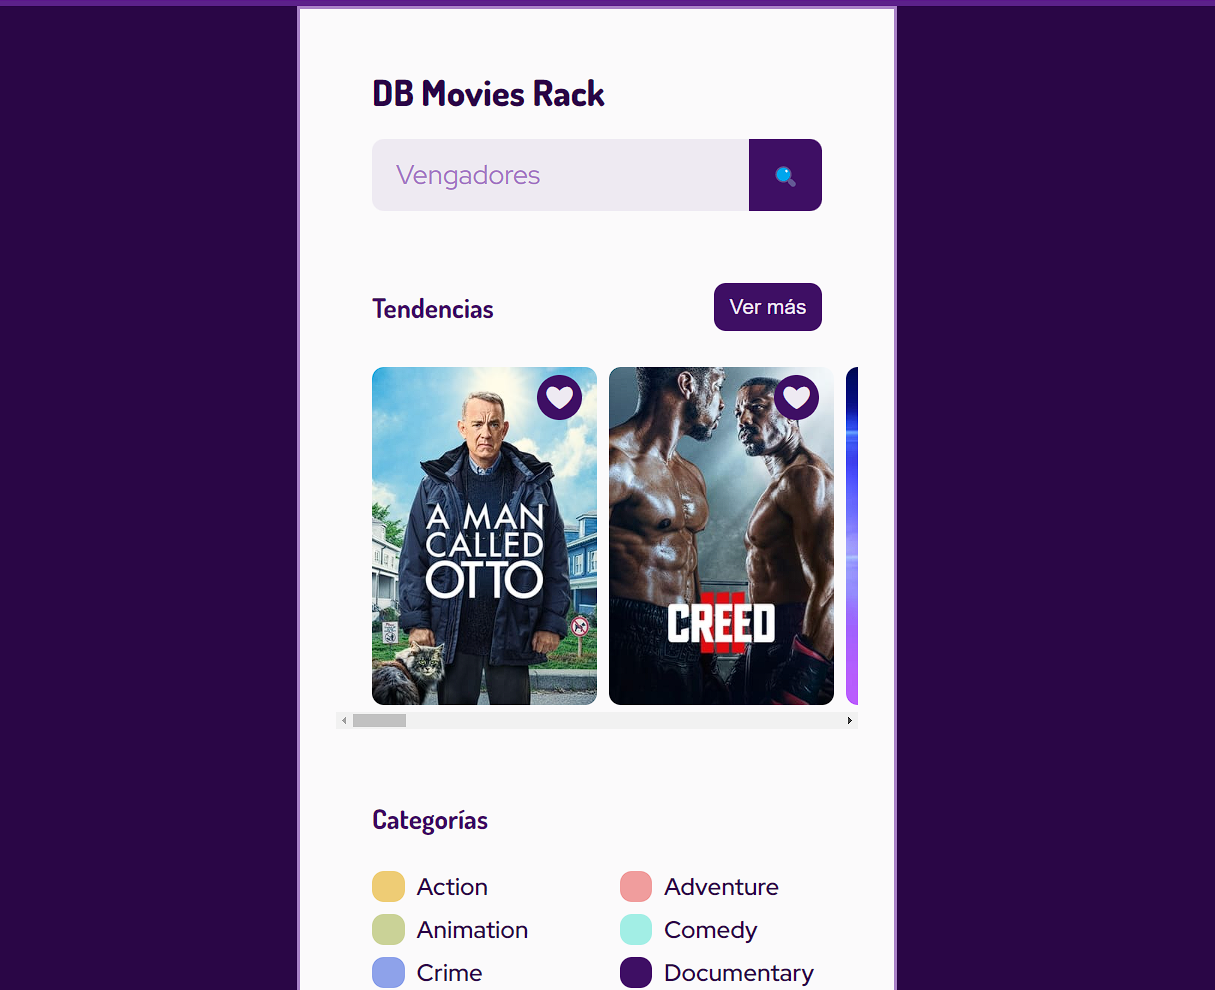 DB Movies Rack
Vengadores
Tendencias
Ver más
A MAN
CALLED
OTTO
CREED
III
Categorías
Action
Adventure
Animation
Comedy
Crime
Documentary